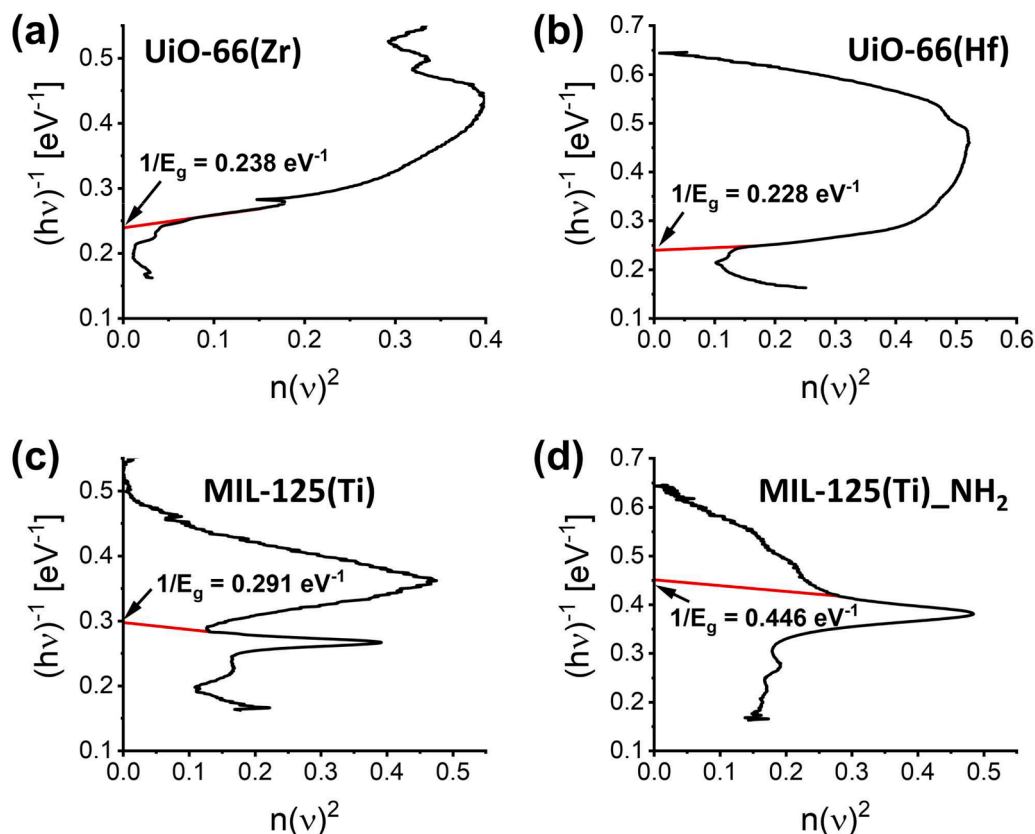 (a)
UiO-66(Zr)
(hν)⁻¹ [eV⁻¹]
0.5
0.4
0.3
0.2
0.1
1/Eg = 0.238 eV⁻¹
0.0 0.1 0.2 0.3 0.4
n(ν)²
(b)
UiO-66(Hf)
(hν)⁻¹ [eV⁻¹]
0.7
0.6
0.5
0.4
0.3
0.2
0.1
1/Eg = 0.228 eV⁻¹
0.0 0.1 0.2 0.3 0.4 0.5 0.6
n(ν)²
(c)
MIL-125(Ti)
(hν)⁻¹ [eV⁻¹]
0.5
0.4
0.3
0.2
0.1
1/Eg = 0.291 eV⁻¹
0.0 0.1 0.2 0.3 0.4 0.5
n(ν)²
(d)
MIL-125(Ti)_NH₂
(hν)⁻¹ [eV⁻¹]
0.7
0.6
0.5
0.4
0.3
0.2
0.1
1/Eg = 0.446 eV⁻¹
0.0 0.1 0.2 0.3 0.4 0.5
n(ν)²